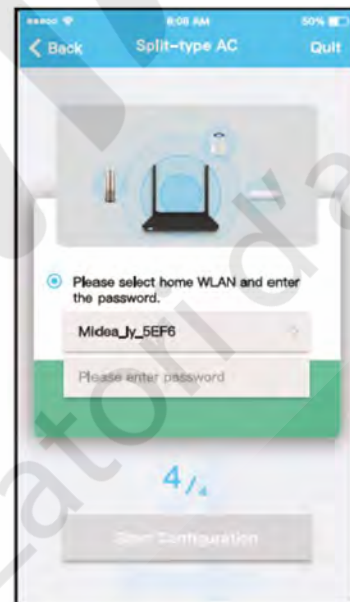 9:08 AM
50%
Back
Split-type AC
Quit
Please select home WLAN and enter
the password.
Midea_ly_5EF6
Please enter password
4/4
Start Configuration